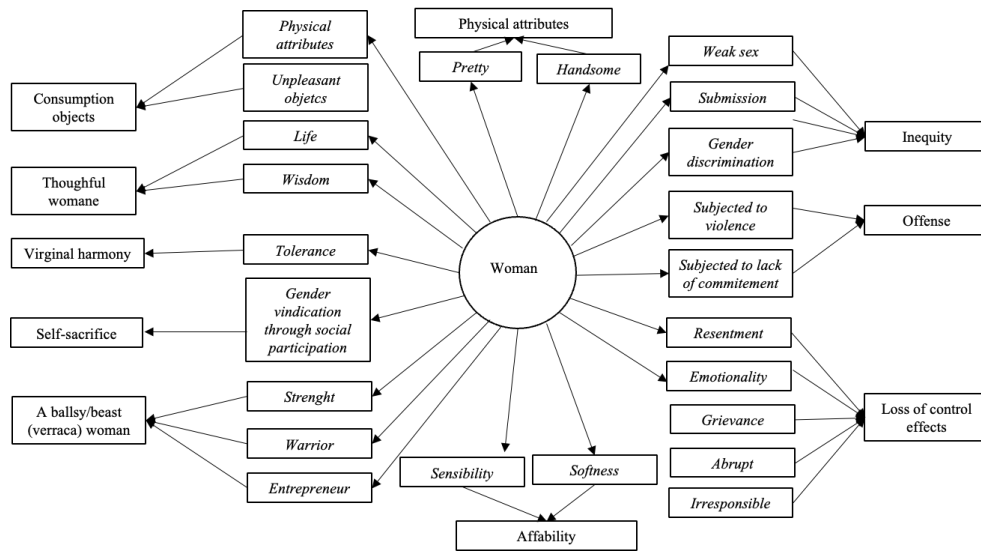 Physical attributes
Pretty
Handsome
Physical
attributes
Unpleasant
objetcs
Consumption
objects
Life
Wisdom
Thoughtful
womane
Tolerance
Virginal harmony
Gender
vindication
through social
participation
Self-sacrifice
Strenght
Warrior
Entrepreneur
A ballsy/beast
(verraca) woman
Woman
Sensibility
Softness
Affability
Weak sex
Submission
Gender
discrimination
Inequity
Subjected to
violence
Subjected to lack
of commitement
Offense
Resentment
Emotionality
Grievance
Abrupt
Irresponsible
Loss of control
effects